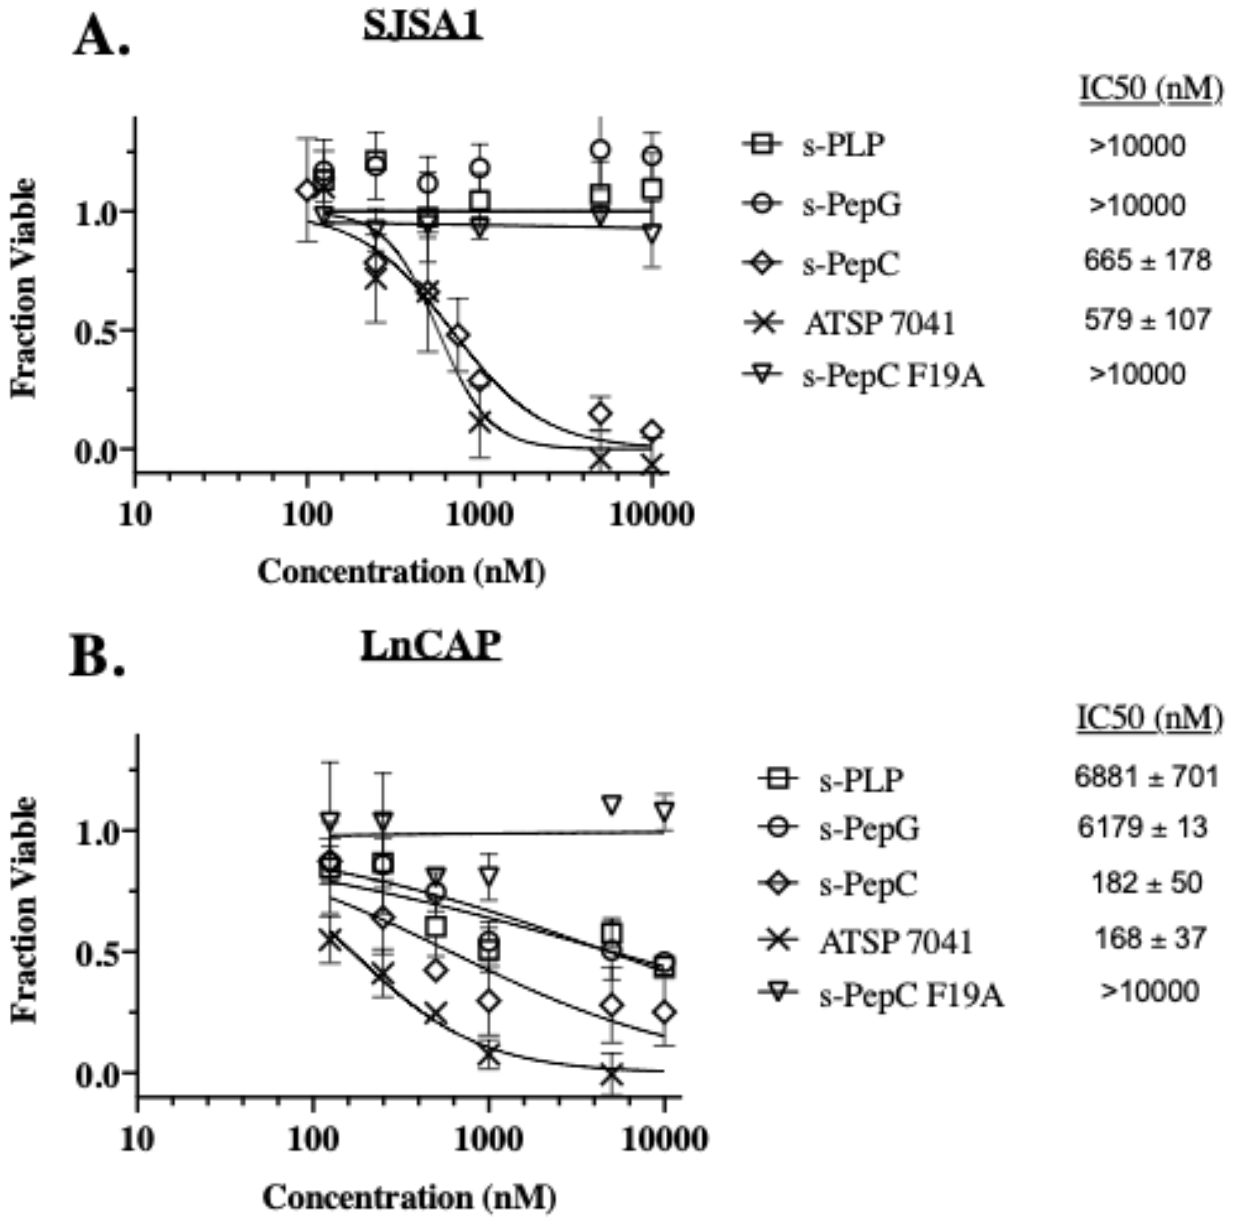 A.
SJSA1
IC50 (nM)
s-PLP >10000
s-PepG >10000
s-PepC 665 ± 178
ATSP 7041 579 ± 107
s-PepC F19A >10000
Fraction Viable
1.0
0.5
0.0
10 100 1000 10000
Concentration (nM)
B.
LnCAP
IC50 (nM)
s-PLP 6881 ± 701
s-PepG 6179 ± 13
s-PepC 182 ± 50
ATSP 7041 168 ± 37
s-PepC F19A >10000
Fraction Viable
1.0
0.5
0.0
10 100 1000 10000
Concentration (nM)